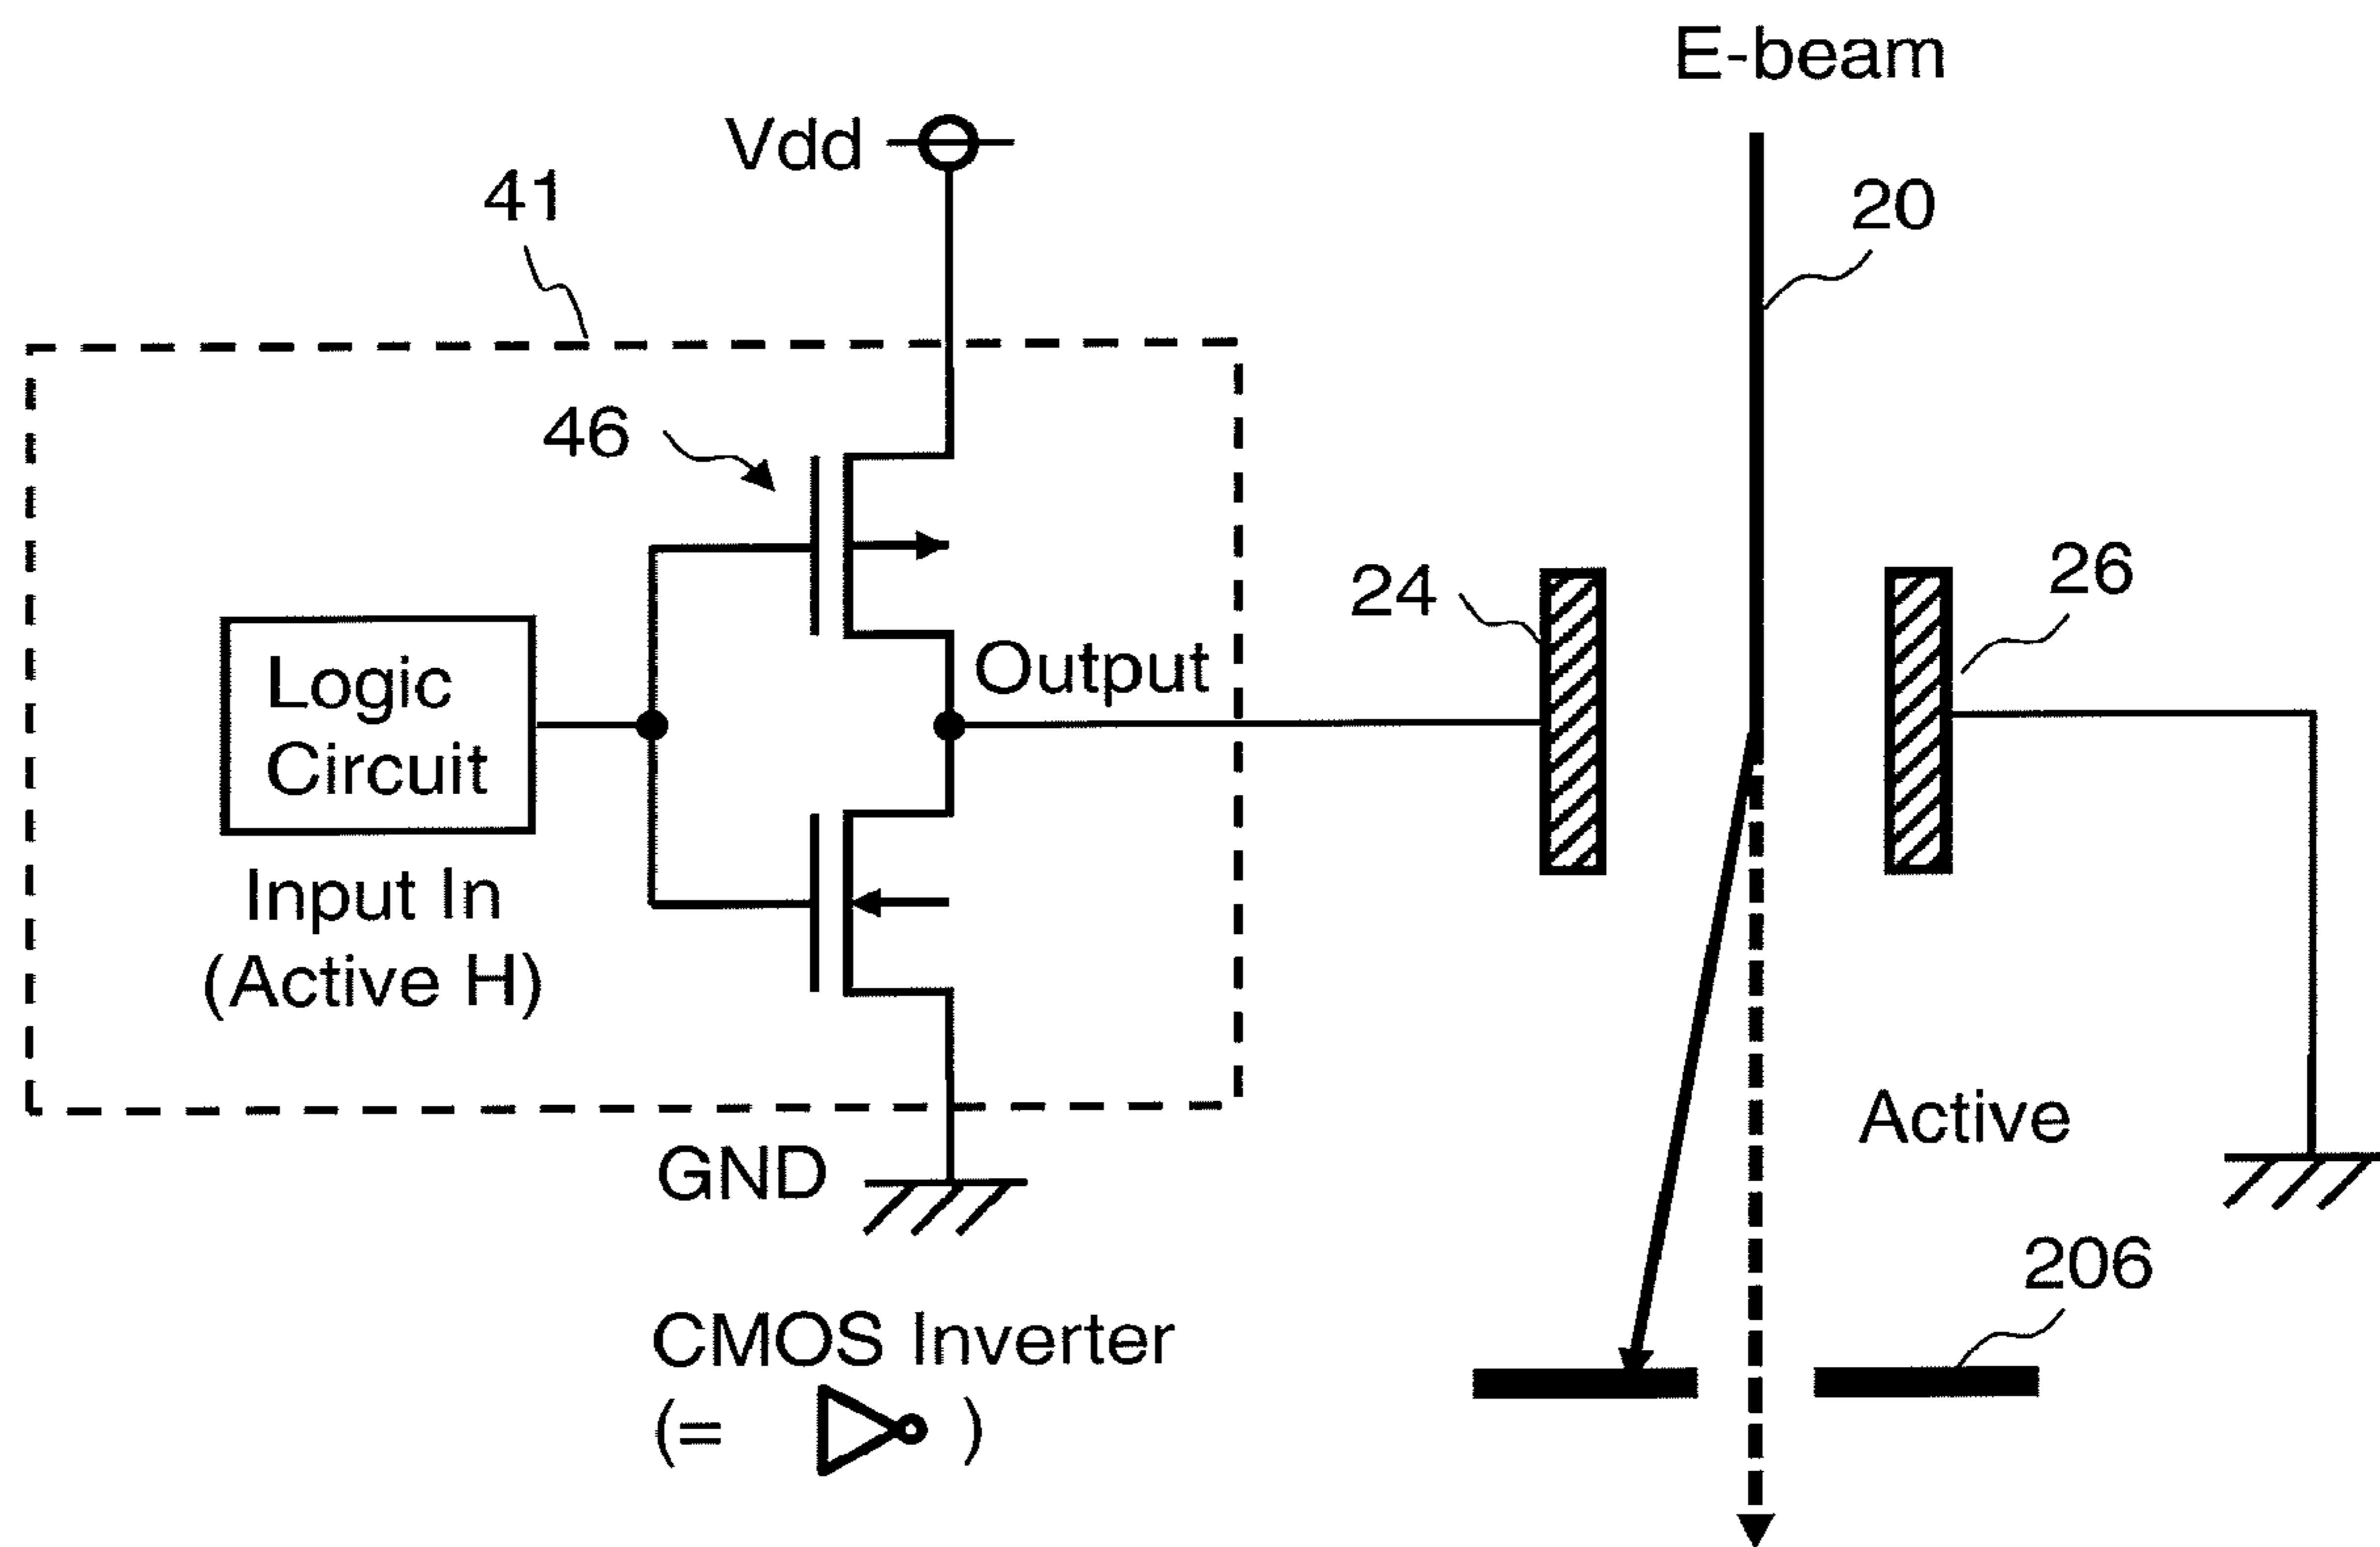 E-beam
Vdd
41
20
46
24
26
Output
Logic
Circuit
Input In
(Active H)
Active
GND
206
CMOS Inverter
(= )